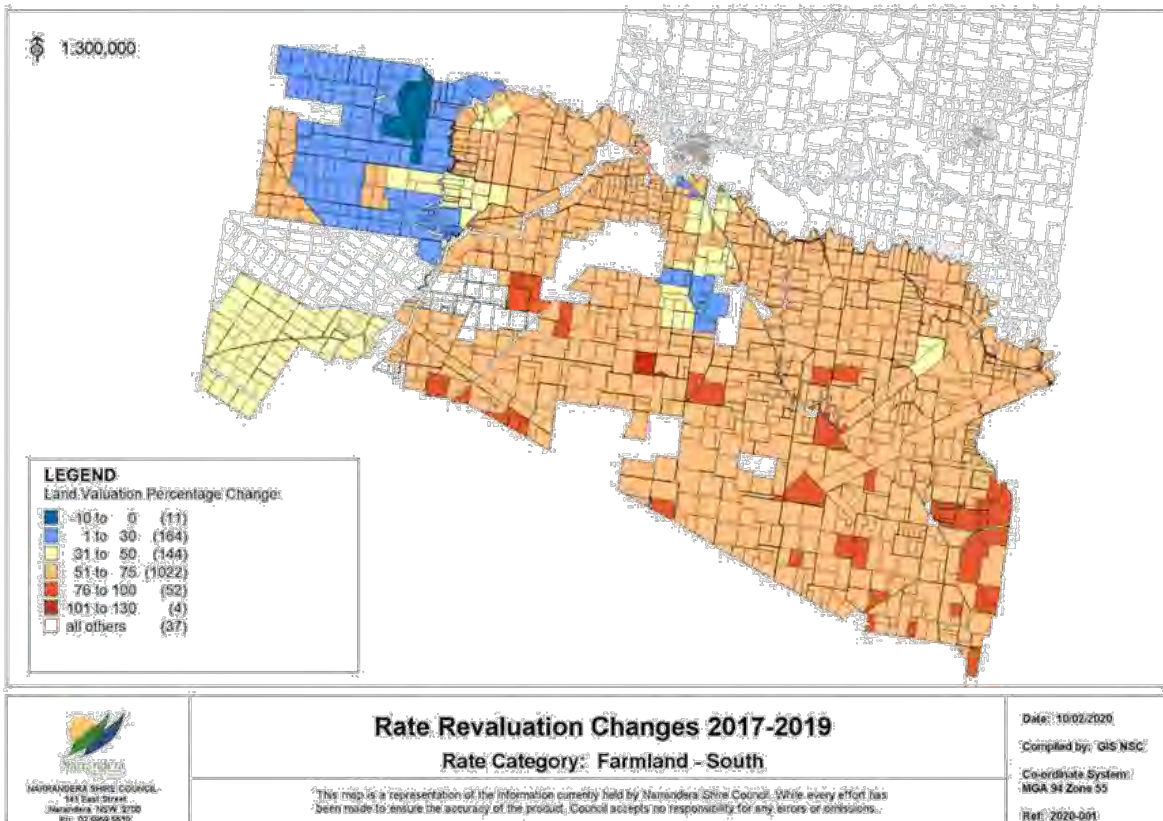 1:300,000
LEGEND
Land Valuation Percentage Change
-10 to 0 (11)
1 to 30 (164)
31 to 50 (144)
51 to 75 (1022)
76 to 100 (52)
101 to 130 (4)
all others (37)
NARRANDERA SHIRE COUNCIL
141 East Street
Narrandera NSW 2700
Rate Revaluation Changes 2017-2019
Rate Category: Farmland - South
This map is a representation of the information currently held by Narrandera Shire Council. While every effort has
been made to ensure the accuracy of the product, Council accepts no responsibility for any errors or omissions.
Date: 10/02/2020
Compiled by: GIS NSC
Co-ordinate System:
MGA 94 Zone 55
Ref: 2020-001